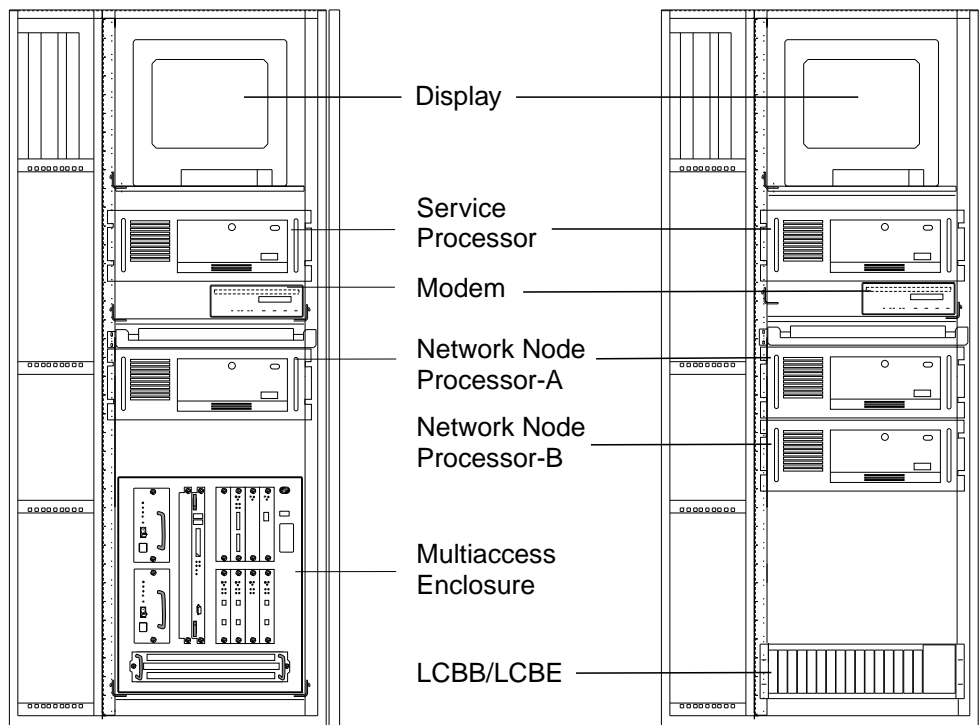 Display
Service
Processor
Modem
Network Node
Processor-A
Network Node
Processor-B
Multiaccess
Enclosure
LCBB/LCBE